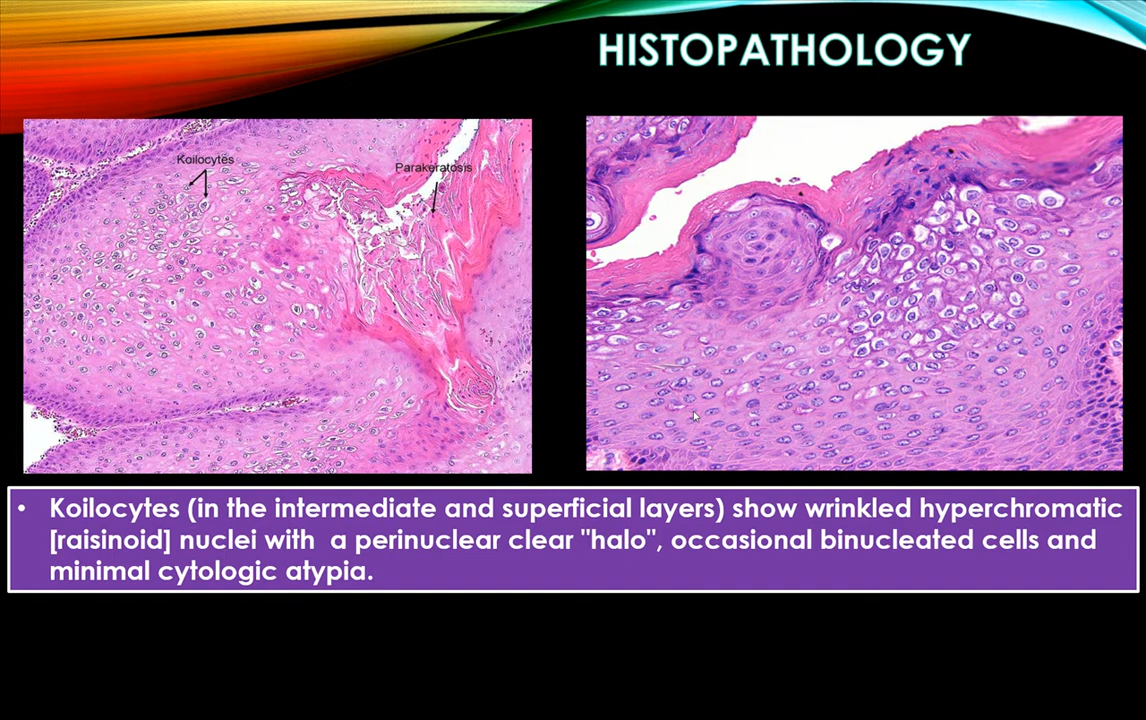 HISTOPATHOLOGY
Koilocytes
Parakeratosis
• Koilocytes (in the intermediate and superficial layers) show wrinkled hyperchromatic
[raisinoid] nuclei with a perinuclear clear "halo", occasional binucleated cells and
minimal cytologic atypia.